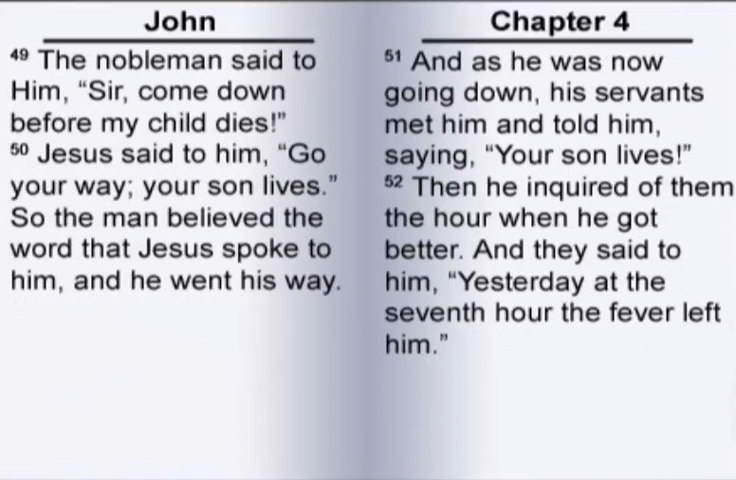 John
49 The nobleman said to
Him, “Sir, come down
before my child dies!”
50 Jesus said to him, “Go
your way; your son lives.”
So the man believed the
word that Jesus spoke to
him, and he went his way.
Chapter 4
51 And as he was now
going down, his servants
met him and told him,
saying, “Your son lives!”
52 Then he inquired of them
the hour when he got
better. And they said to
him, “Yesterday at the
seventh hour the fever left
him.”